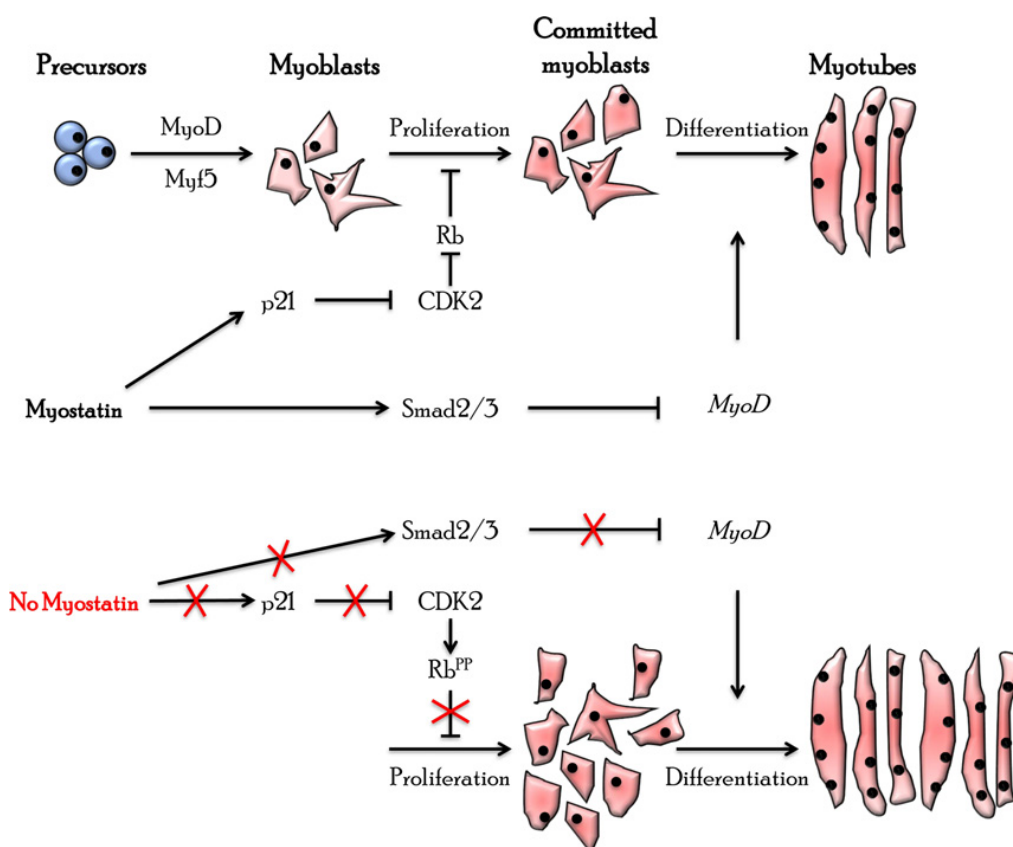 Precursors
Myoblasts
Committed
myoblasts
Myotubes
MyoD
Myf5
Proliferation
Differentiation
Rb
p21
CDK2
Myostatin
Smad2/3
MyoD
Smad2/3
MyoD
No Myostatin
p21
CDK2
Rb^PP
Proliferation
Differentiation